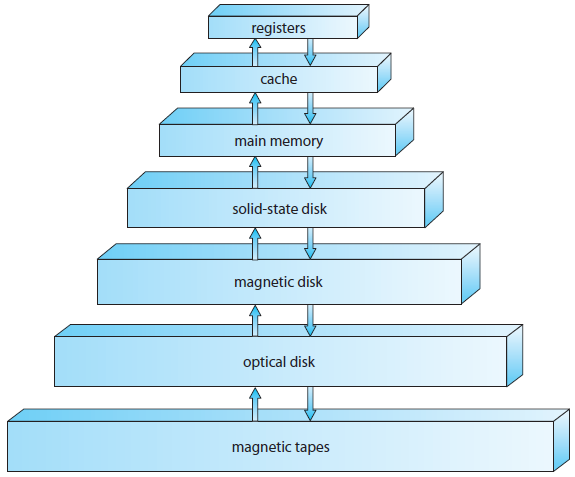 registers
cache
main memory
solid-state disk
magnetic disk
optical disk
magnetic tapes